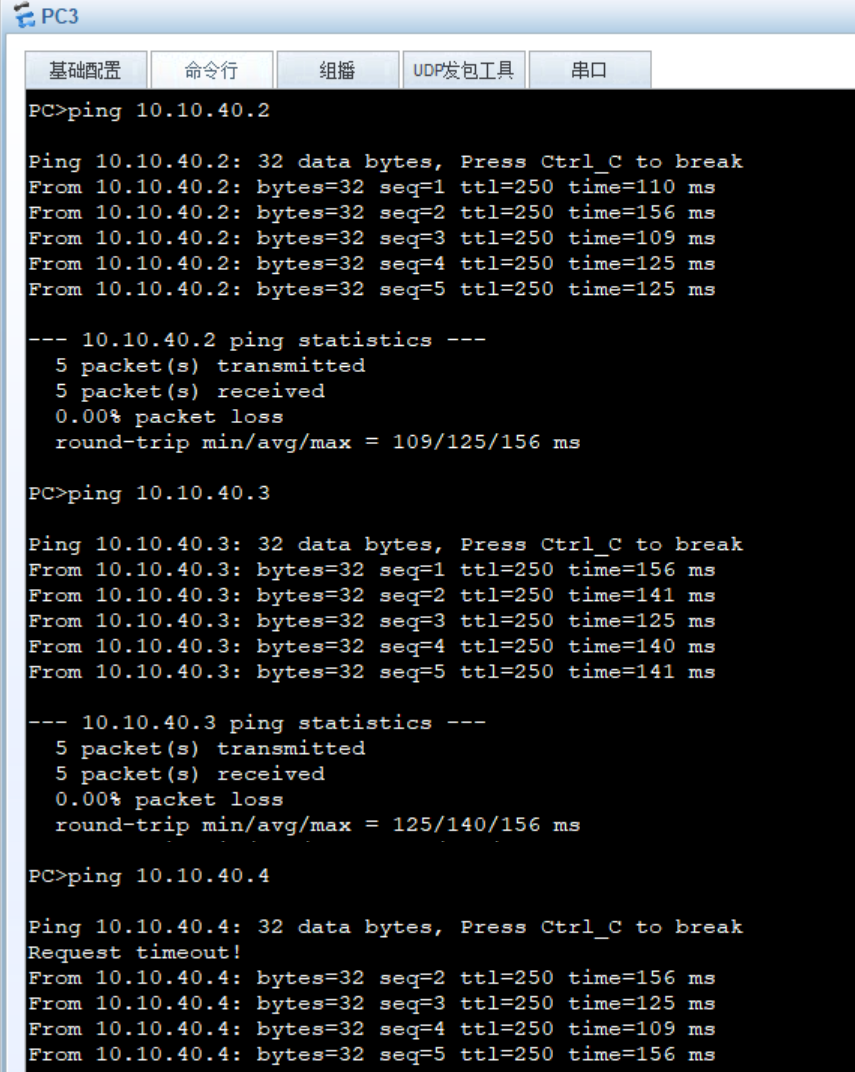 PC3
基础配置 命令行 组播 UDP发包工具 串口
PC>ping 10.10.40.2
Ping 10.10.40.2: 32 data bytes, Press Ctrl_C to break
From 10.10.40.2: bytes=32 seq=1 ttl=250 time=110 ms
From 10.10.40.2: bytes=32 seq=2 ttl=250 time=156 ms
From 10.10.40.2: bytes=32 seq=3 ttl=250 time=109 ms
From 10.10.40.2: bytes=32 seq=4 ttl=250 time=125 ms
From 10.10.40.2: bytes=32 seq=5 ttl=250 time=125 ms
--- 10.10.40.2 ping statistics ---
5 packet(s) transmitted
5 packet(s) received
0.00% packet loss
round-trip min/avg/max = 109/125/156 ms
PC>ping 10.10.40.3
Ping 10.10.40.3: 32 data bytes, Press Ctrl_C to break
From 10.10.40.3: bytes=32 seq=1 ttl=250 time=156 ms
From 10.10.40.3: bytes=32 seq=2 ttl=250 time=141 ms
From 10.10.40.3: bytes=32 seq=3 ttl=250 time=125 ms
From 10.10.40.3: bytes=32 seq=4 ttl=250 time=140 ms
From 10.10.40.3: bytes=32 seq=5 ttl=250 time=141 ms
--- 10.10.40.3 ping statistics ---
5 packet(s) transmitted
5 packet(s) received
0.00% packet loss
round-trip min/avg/max = 125/140/156 ms
PC>ping 10.10.40.4
Ping 10.10.40.4: 32 data bytes, Press Ctrl_C to break
Request timeout!
From 10.10.40.4: bytes=32 seq=2 ttl=250 time=156 ms
From 10.10.40.4: bytes=32 seq=3 ttl=250 time=125 ms
From 10.10.40.4: bytes=32 seq=4 ttl=250 time=109 ms
From 10.10.40.4: bytes=32 seq=5 ttl=250 time=156 ms